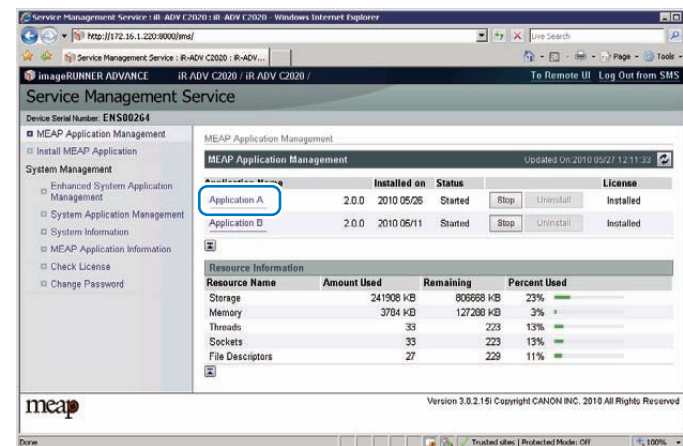 Service Management Service : iR-ADV C2020 : iR-ADV C2020 - Windows Internet Explorer
http://172.16.1.220:8000/sms/
Live Search
Service Management Service : iR-ADV C2020 : iR-ADV...
Page
Tools
imageRUNNER ADVANCE iR ADV C2020 / iR ADV C2020 / To Remote UI Log Out from SMS
Service Management Service
Device Serial Number: ENS00264
MEAP Application Management
Install MEAP Application
System Management
Enhanced System Application Management
System Application Management
System Information
MEAP Application Information
Check License
Change Password
MEAP Application Management
MEAP Application Management Updated On:2010 05/27 12:11:33
Application Name Installed on Status License
Application A 2.0.0 2010 05/26 Started Stop Uninstall Installed
Application B 2.0.0 2010 05/11 Started Stop Uninstall Installed
Resource Information
Resource Name Amount Used Remaining Percent Used
Storage 241908 KB 806668 KB 23%
Memory 3784 KB 127288 KB 3%
Threads 33 223 13%
Sockets 33 223 13%
File Descriptors 27 229 11%
meap
Version 3.0.2.15i Copyright CANON INC. 2010 All Rights Reserved
Done Trusted sites | Protected Mode: Off 100%